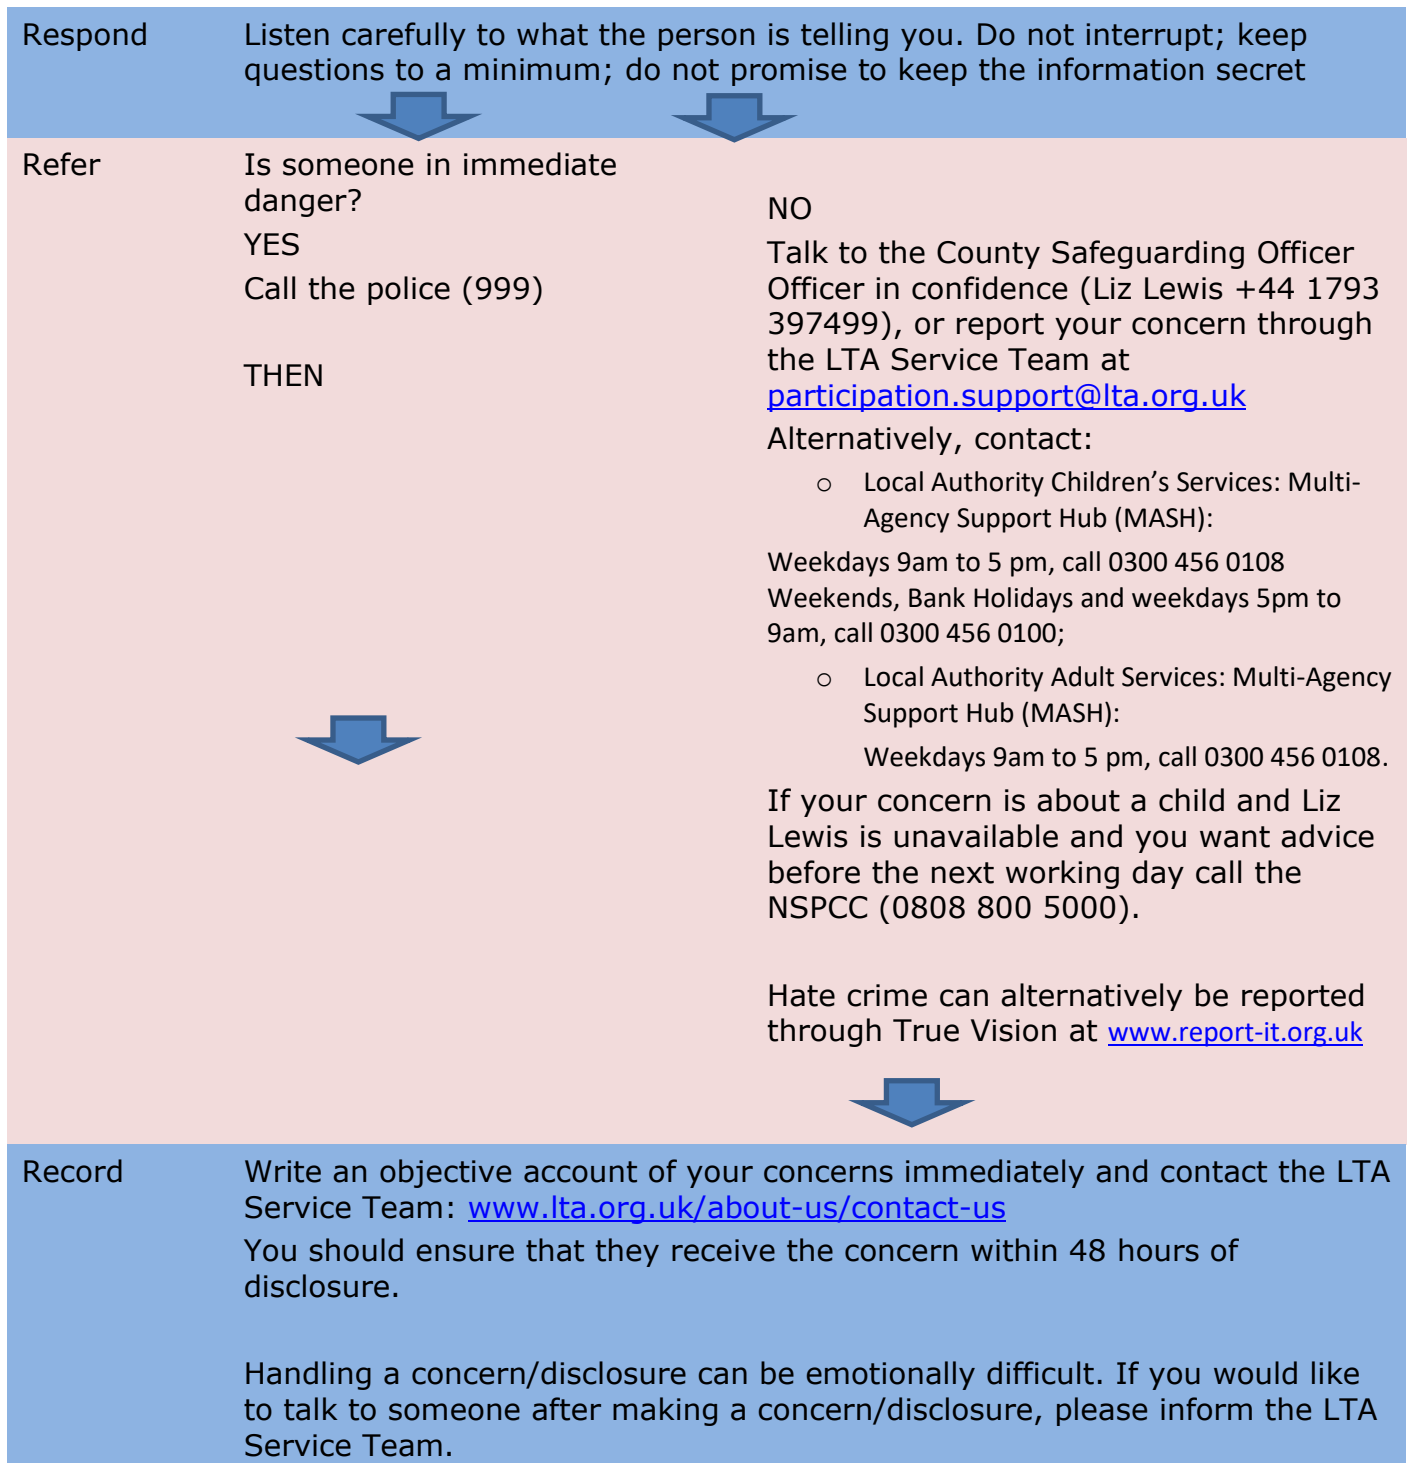 Respond
Listen carefully to what the person is telling you. Do not interrupt; keep
questions to a minimum; do not promise to keep the information secret
Refer
Is someone in immediate
danger?
YES
Call the police (999)
THEN
NO
Talk to the County Safeguarding Officer
Officer in confidence (Liz Lewis +44 1793
397499), or report your concern through
the LTA Service Team at
participation.support@lta.org.uk
Alternatively, contact:
o Local Authority Children’s Services: Multi-
Agency Support Hub (MASH):
Weekdays 9am to 5 pm, call 0300 456 0108
Weekends, Bank Holidays and weekdays 5pm to
9am, call 0300 456 0100;
o Local Authority Adult Services: Multi-Agency
Support Hub (MASH):
Weekdays 9am to 5 pm, call 0300 456 0108.
If your concern is about a child and Liz
Lewis is unavailable and you want advice
before the next working day call the
NSPCC (0808 800 5000).
Hate crime can alternatively be reported
through True Vision at www.report-it.org.uk
Record
Write an objective account of your concerns immediately and contact the LTA
Service Team: www.lta.org.uk/about-us/contact-us
You should ensure that they receive the concern within 48 hours of
disclosure.
Handling a concern/disclosure can be emotionally difficult. If you would like
to talk to someone after making a concern/disclosure, please inform the LTA
Service Team.